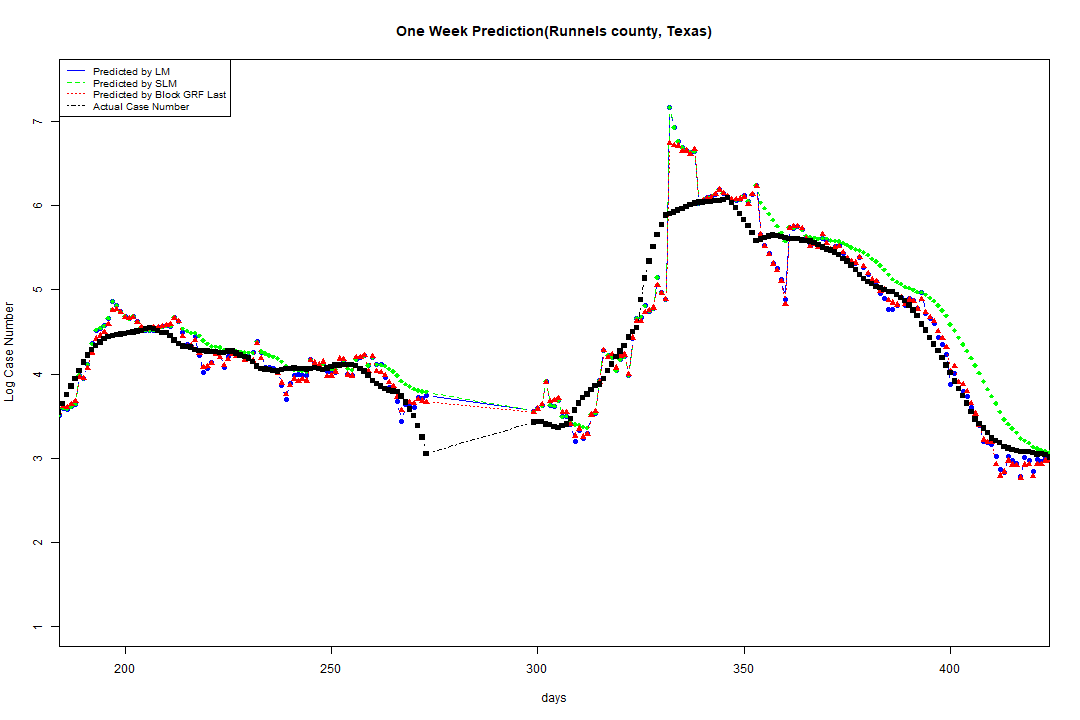 One Week Prediction(Runnels county, Texas)
Predicted by LM
Predicted by SLM
Predicted by Block GRF Last
Actual Case Number
Log Case Number
7
6
5
4
3
2
1
200 250 300 350 400
days